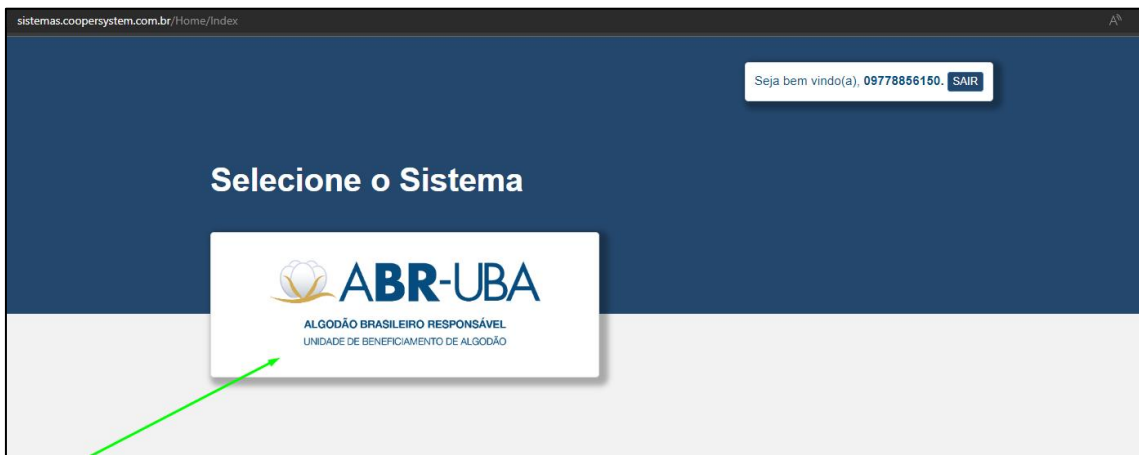 sistemas.coopersystem.com.br/Home/Index
Seja bem vindo(a), 09778856150. SAIR
Selecione o Sistema
ABR-UBA
ALGODÃO BRASILEIRO RESPONSÁVEL
UNIDADE DE BENEFICIAMENTO DE ALGODÃO